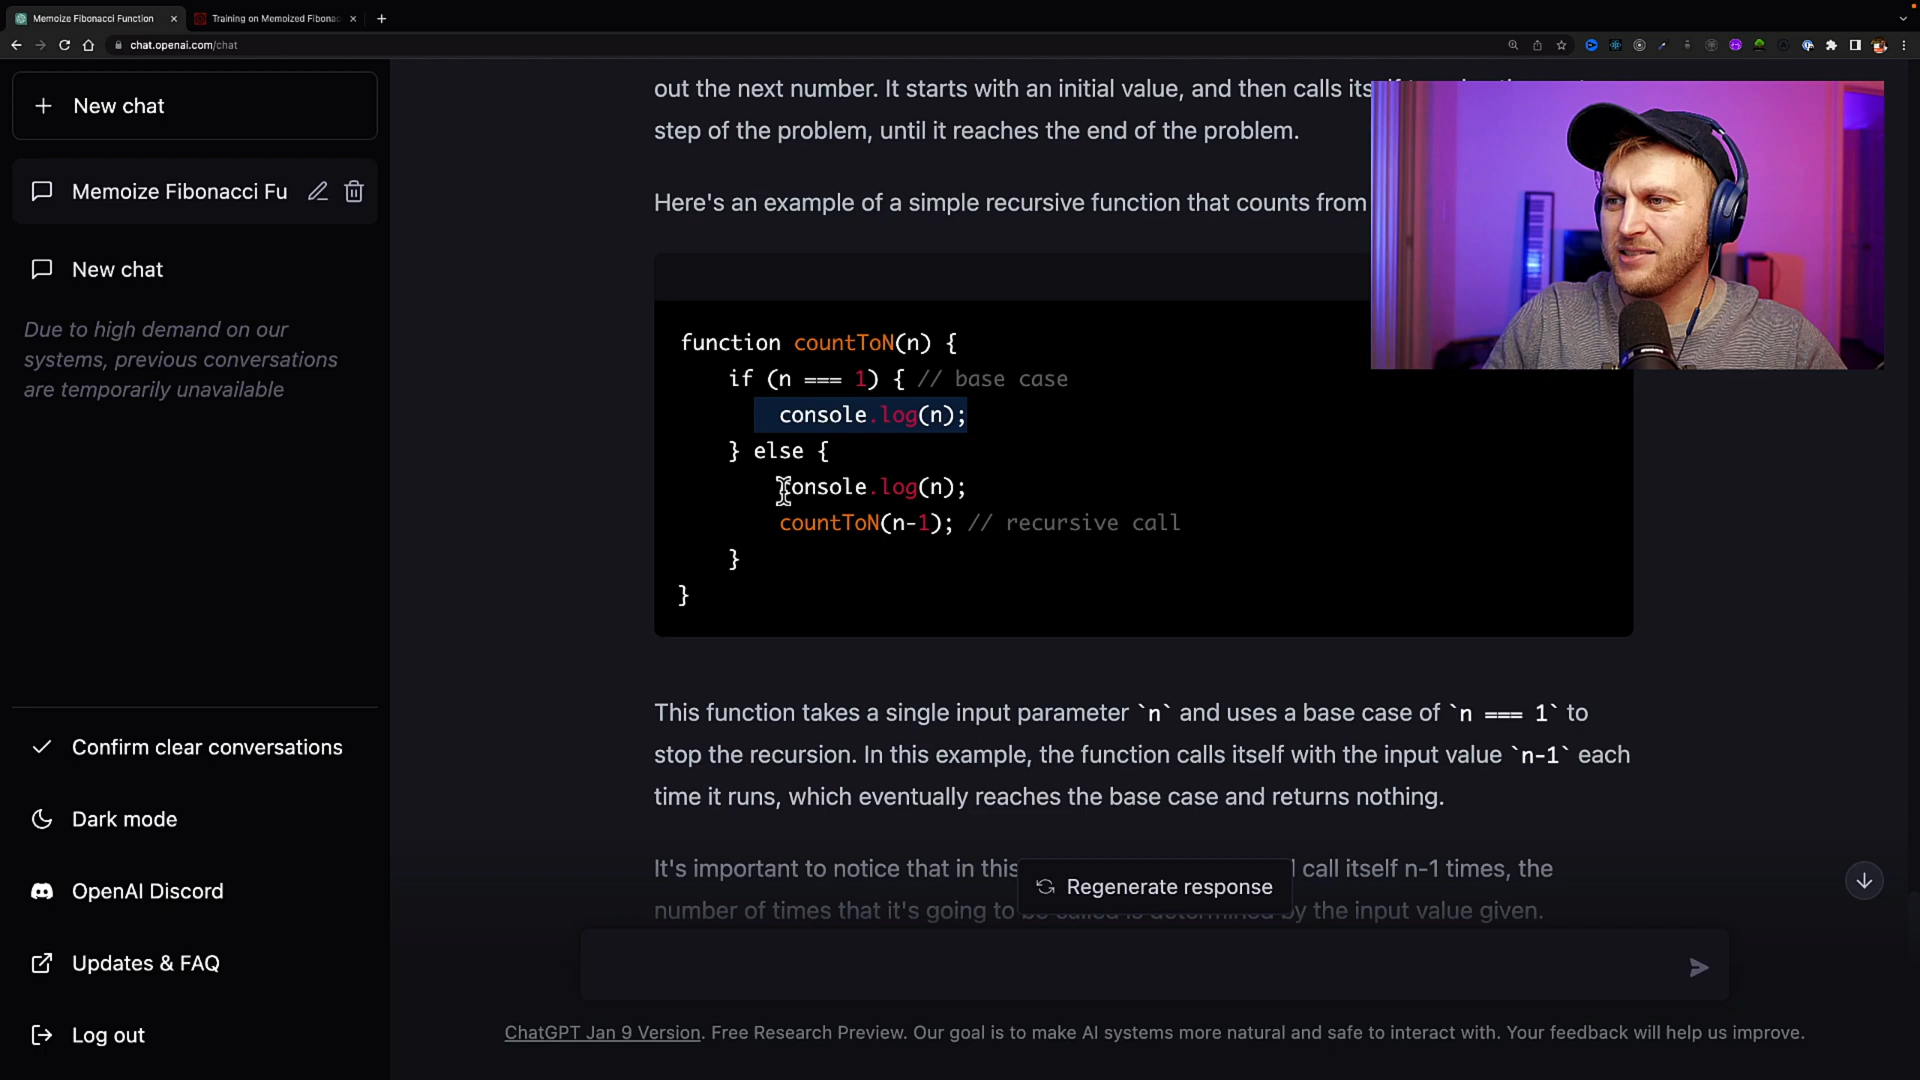 Memoize Fibonacci Function
Training on Memoized Fibonac
chat.openai.com/chat
New chat
Memoize Fibonacci Fu
New chat
Due to high demand on our
systems, previous conversations
are temporarily unavailable
Confirm clear conversations
Dark mode
OpenAI Discord
Updates & FAQ
Log out
out the next number. It starts with an initial value, and then calls its
step of the problem, until it reaches the end of the problem.
Here's an example of a simple recursive function that counts from
function countToN(n) {
if (n === 1) { // base case
console.log(n);
} else {
console.log(n);
countToN(n-1); // recursive call
}
}
This function takes a single input parameter `n` and uses a base case of `n === 1` to
stop the recursion. In this example, the function calls itself with the input value `n-1` each
time it runs, which eventually reaches the base case and returns nothing.
It's important to notice that in this call itself n-1 times, the
number of times that it's going to be called is determined by the input value given.
Regenerate response
ChatGPT Jan 9 Version. Free Research Preview. Our goal is to make AI systems more natural and safe to interact with. Your feedback will help us improve.